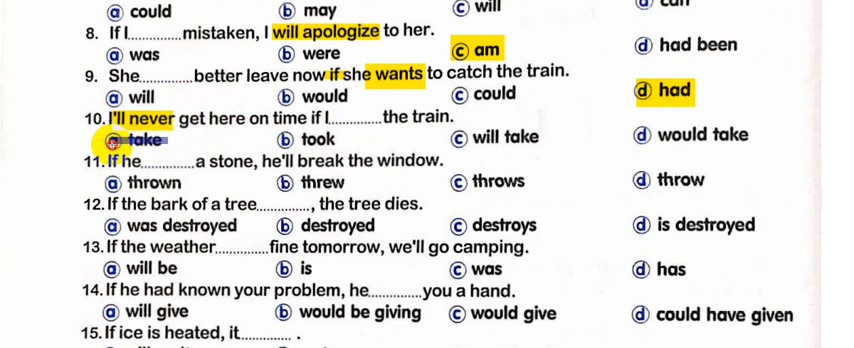 ⓐ could ⓑ may ⓒ will ⓓ can
8. If I.............mistaken, I will apologize to her.
ⓐ was ⓑ were ⓒ am ⓓ had been
9. She.............better leave now if she wants to catch the train.
ⓐ will ⓑ would ⓒ could ⓓ had
10. I'll never get here on time if I.............the train.
ⓐ take ⓑ took ⓒ will take ⓓ would take
11. If he.............a stone, he'll break the window.
ⓐ thrown ⓑ threw ⓒ throws ⓓ throw
12. If the bark of a tree............., the tree dies.
ⓐ was destroyed ⓑ destroyed ⓒ destroys ⓓ is destroyed
13. If the weather.............fine tomorrow, we'll go camping.
ⓐ will be ⓑ is ⓒ was ⓓ has
14. If he had known your problem, he.............you a hand.
ⓐ will give ⓑ would be giving ⓒ would give ⓓ could have given
15. If ice is heated, it............. .